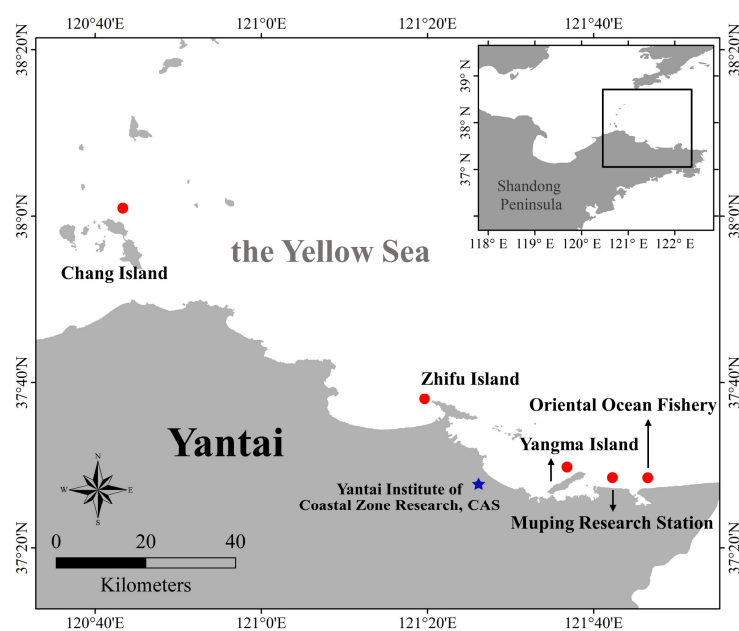 120°40'E 121°0'E 121°20'E 121°40'E
38°20'N 38°20'N
39° N
38° N
37° N
Shandong
Peninsula
118° E 119° E 120° E 121° E 122° E
38°0'N 38°0'N
the Yellow Sea
Chang Island
37°40'N 37°40'N
Zhifu Island
Oriental Ocean Fishery
Yantai
Yangma Island
N
W E
S
Yantai Institute of
Coastal Zone Research, CAS
Muping Research Station
0 20 40
Kilometers
37°20'N 37°20'N
120°40'E 121°0'E 121°20'E 121°40'E